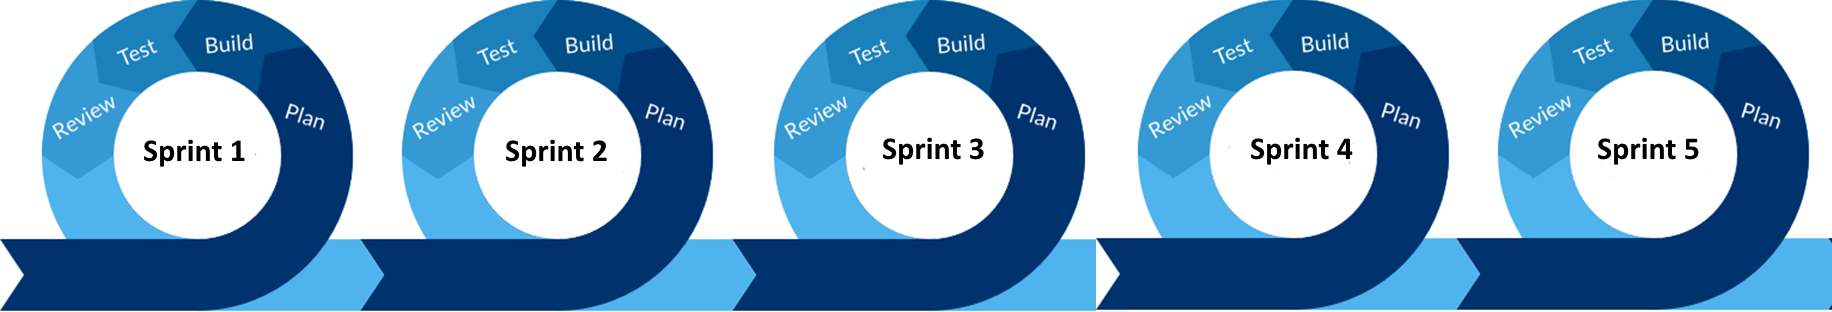 Test
Build
Review
Plan
Sprint 1
Test
Build
Review
Plan
Sprint 2
Test
Build
Review
Plan
Sprint 3
Test
Build
Review
Plan
Sprint 4
Test
Build
Review
Plan
Sprint 5